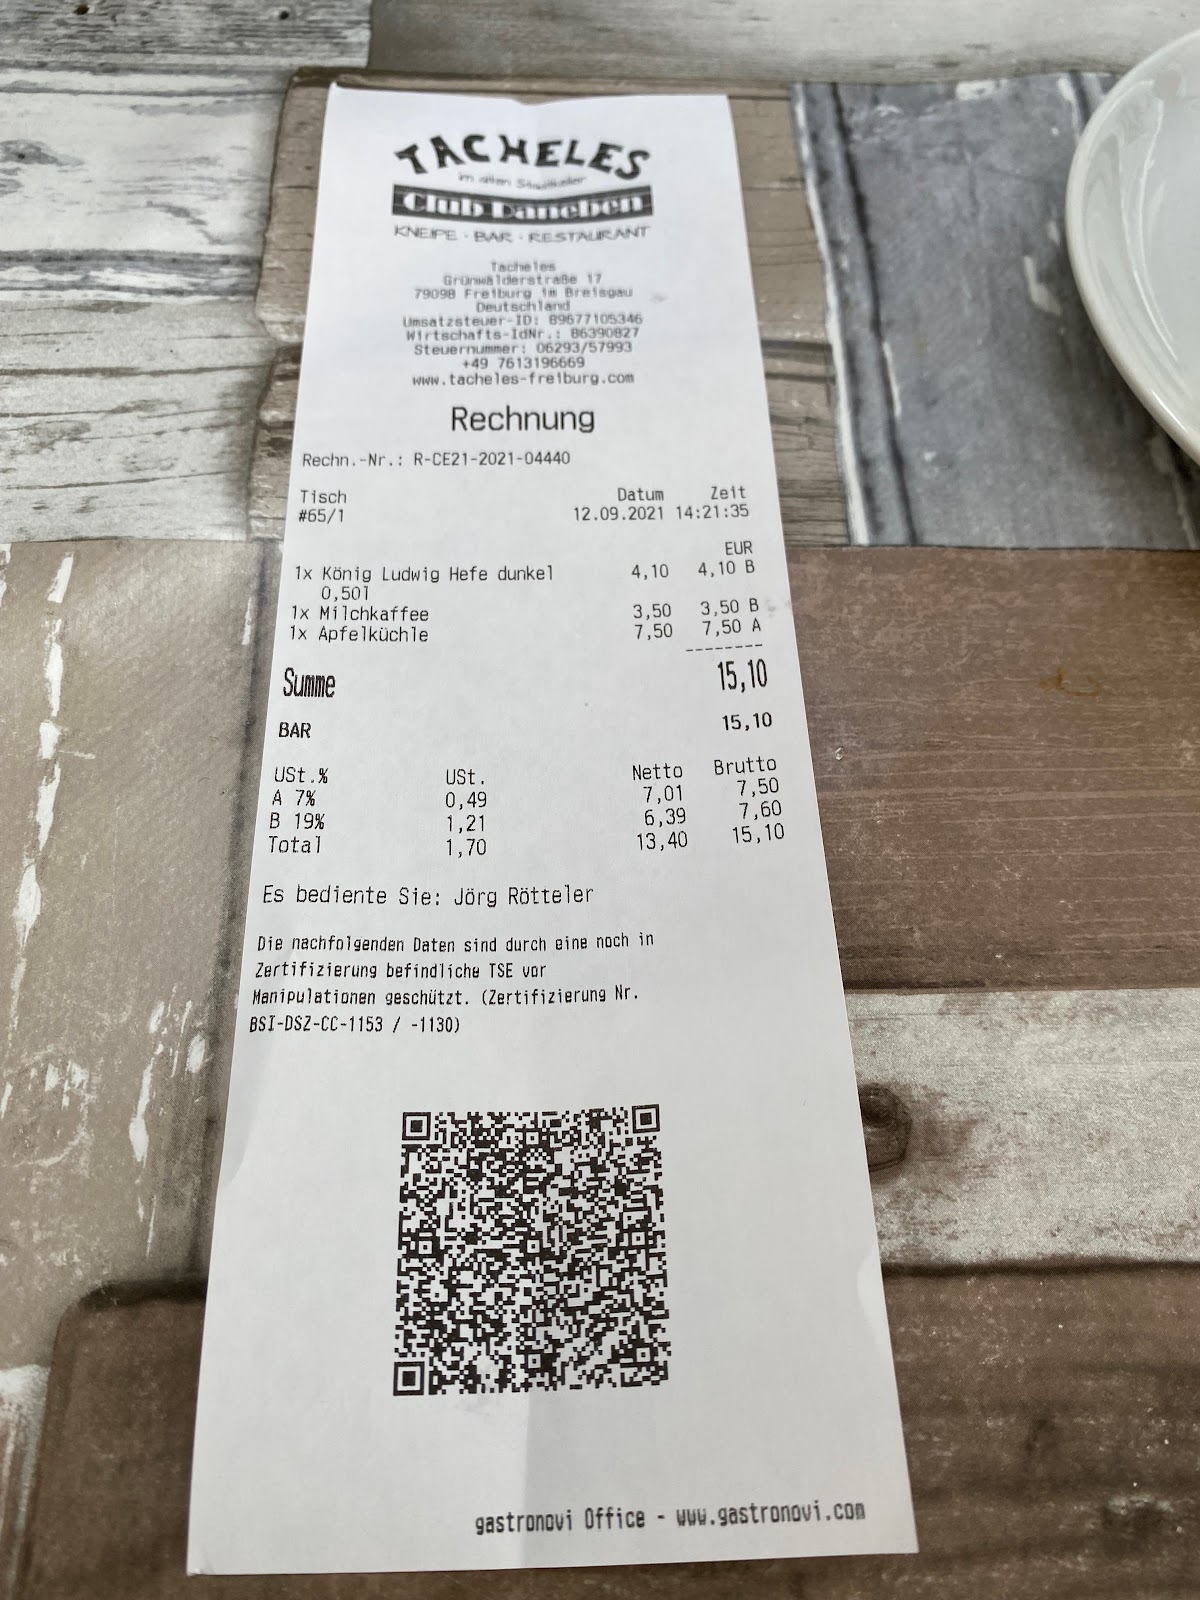 TACHELES
im alten Stadtkeller
Club Daneben
KNEIPE · BAR · RESTAURANT
Tacheles
Grünwälderstraße 17
79098 Freiburg im Breisgau
Deutschland
Umsatzsteuer-ID: 89677105346
Wirtschafts-IdNr.: 86390827
Steuernummer: 06293/57993
+49 7613196669
www.tacheles-freiburg.com
Rechnung
Rechn.-Nr.: R-CE21-2021-04440
Tisch Datum Zeit
#65/1 12.09.2021 14:21:35
EUR
1x König Ludwig Hefe dunkel 4,10 4,10 B
0,50l
1x Milchkaffee 3,50 3,50 B
1x Apfelküchle 7,50 7,50 A
--------
Summe 15,10
BAR 15,10
USt.% USt. Netto Brutto
A 7% 0,49 7,01 7,50
B 19% 1,21 6,39 7,60
Total 1,70 13,40 15,10
Es bediente Sie: Jörg Rötteler
Die nachfolgenden Daten sind durch eine noch in
Zertifizierung befindliche TSE vor
Manipulationen geschützt. (Zertifizierung Nr.
BSI-DSZ-CC-1153 / -1130)
gastronovi Office - www.gastronovi.com